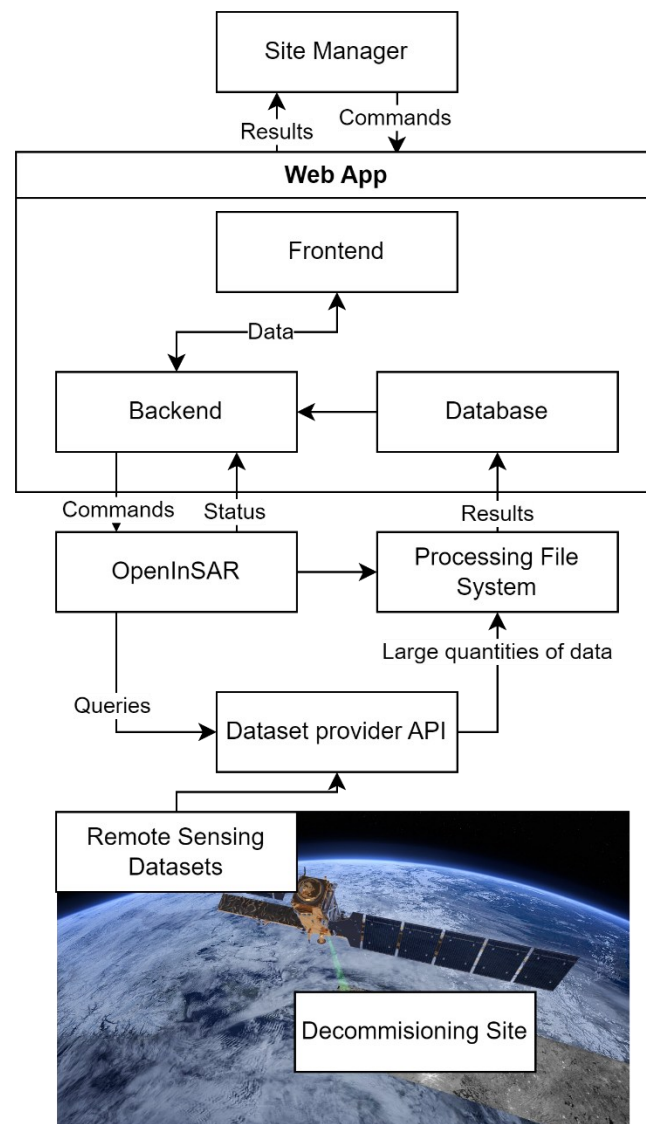 Site Manager
Results
Commands
Web App
Frontend
Data
Backend
Database
Commands
Status
Results
OpenInSAR
Processing File
System
Large quantities of data
Queries
Dataset provider API
Remote Sensing
Datasets
Decommisioning Site